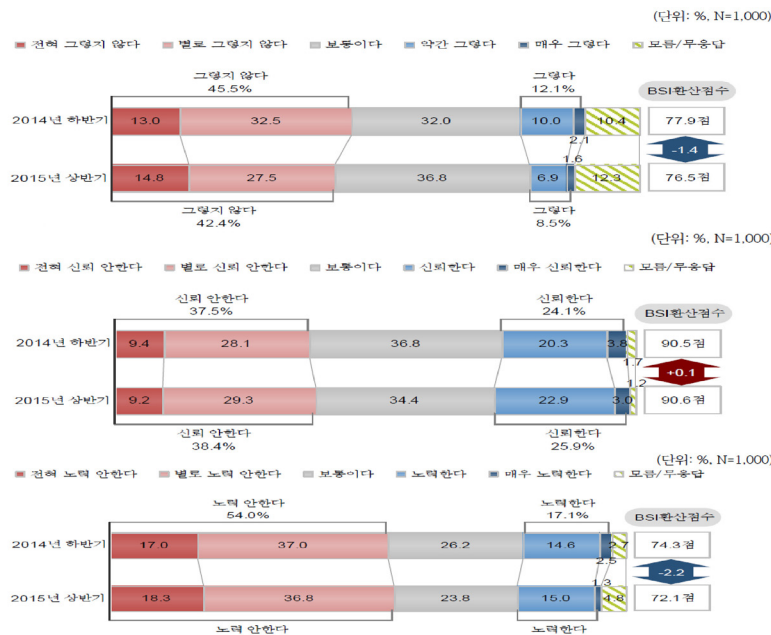 (단위: %, N=1,000)
전혀 그렇지 않다 별로 그렇지 않다 보통이다 약간 그렇다 매우 그렇다 모름/무응답
그렇지 않다 그렇다
45.5% 12.1% BSI환산점수
2014년 하반기 13.0 32.5 32.0 10.0 2.1 10.4 77.9점
-1.4
2015년 상반기 14.8 27.5 36.8 6.9 1.6 12.3 76.5점
그렇지 않다 그렇다
42.4% 8.5%
(단위: %, N=1,000)
전혀 신뢰 안한다 별로 신뢰 안한다 보통이다 신뢰한다 매우 신뢰한다 모름/무응답
신뢰 안한다 신뢰한다
37.5% 24.1% BSI환산점수
2014년 하반기 9.4 28.1 36.8 20.3 3.8 1.7 90.5점
+0.1
2015년 상반기 9.2 29.3 34.4 22.9 3.0 1.2 90.6점
신뢰 안한다 신뢰한다
38.4% 25.9%
(단위: %, N=1,000)
전혀 노력 안한다 별로 노력 안한다 보통이다 노력한다 매우 노력한다 모름/무응답
노력 안한다 노력한다
54.0% 17.1% BSI환산점수
2014년 하반기 17.0 37.0 26.2 14.6 2.5 2.7 74.3점
-2.2
2015년 상반기 18.3 36.8 23.8 15.0 1.3 4.8 72.1점
노력 안한다 노력한다